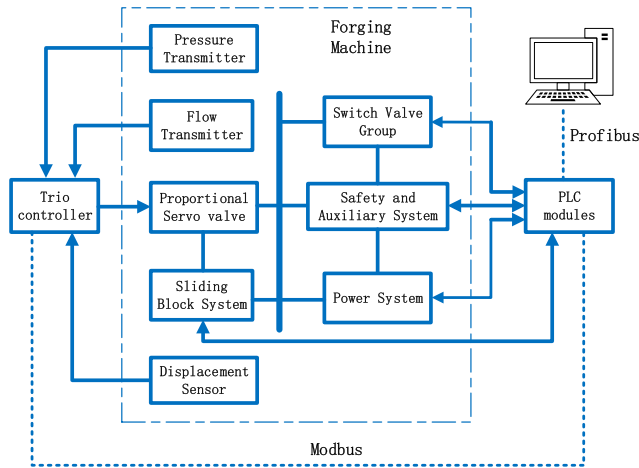 Forging
Machine
Pressure
Transmitter
Flow
Transmitter
Switch Valve
Group
Profibus
Trio
controller
Proportional
Servo valve
Safety and
Auxiliary System
PLC
modules
Sliding
Block System
Power System
Displacement
Sensor
Modbus